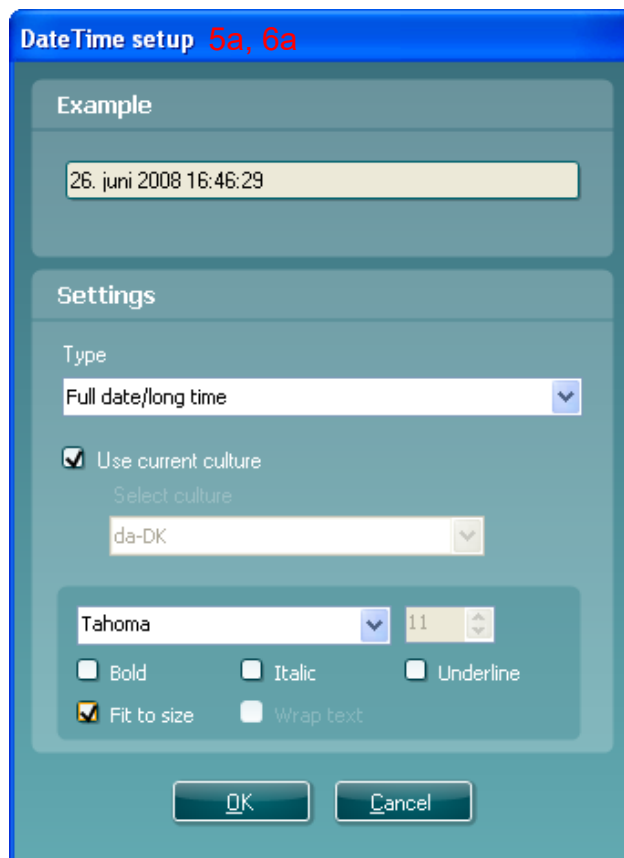 DateTime setup 5a, 6a
Example
26. juni 2008 16:46:29
Settings
Type
Full date/long time
Use current culture
Select culture
da-DK
Tahoma 11
Bold Italic Underline
Fit to size Wrap text
OK Cancel